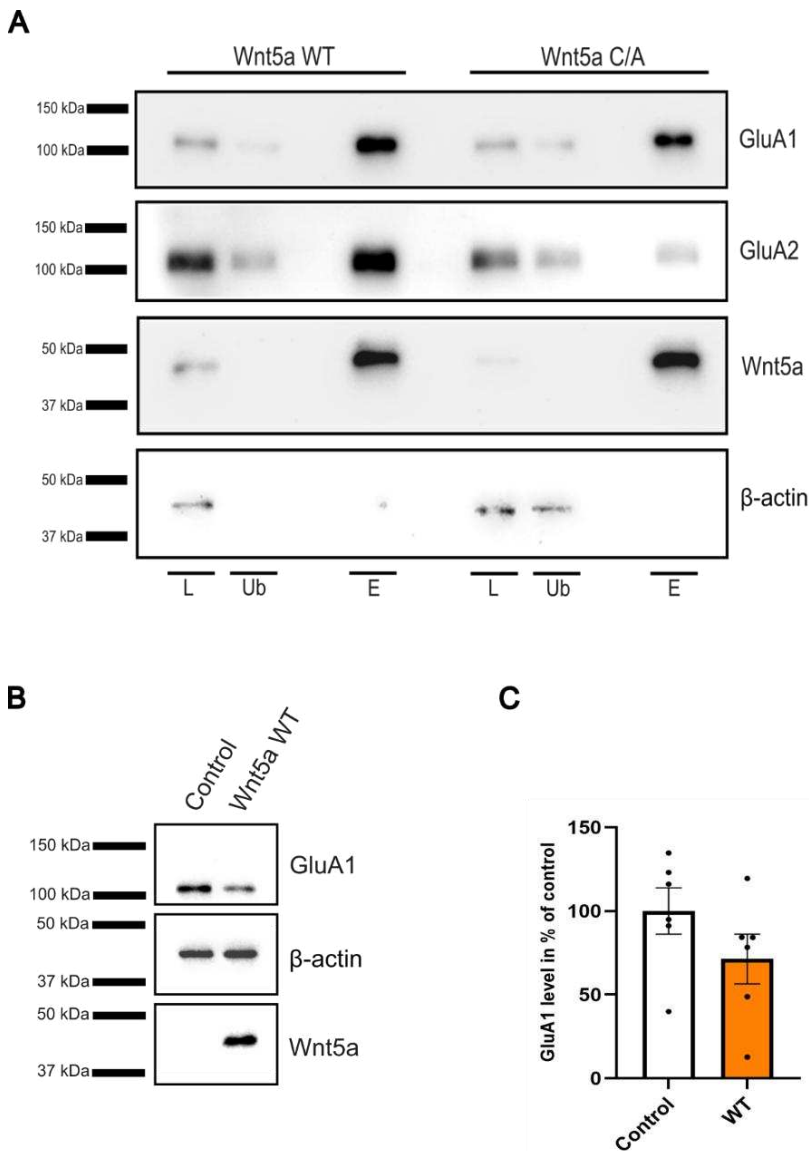 A
Wnt5a WT Wnt5a C/A
150 kDa
100 kDa
GluA1
150 kDa
100 kDa
GluA2
50 kDa
37 kDa
Wnt5a
50 kDa
37 kDa
β-actin
L Ub E L Ub E
B
Control
Wnt5a WT
150 kDa
100 kDa
GluA1
50 kDa
37 kDa
β-actin
50 kDa
37 kDa
Wnt5a
C
GluA1 level in % of control
150
100
50
0
Control
WT